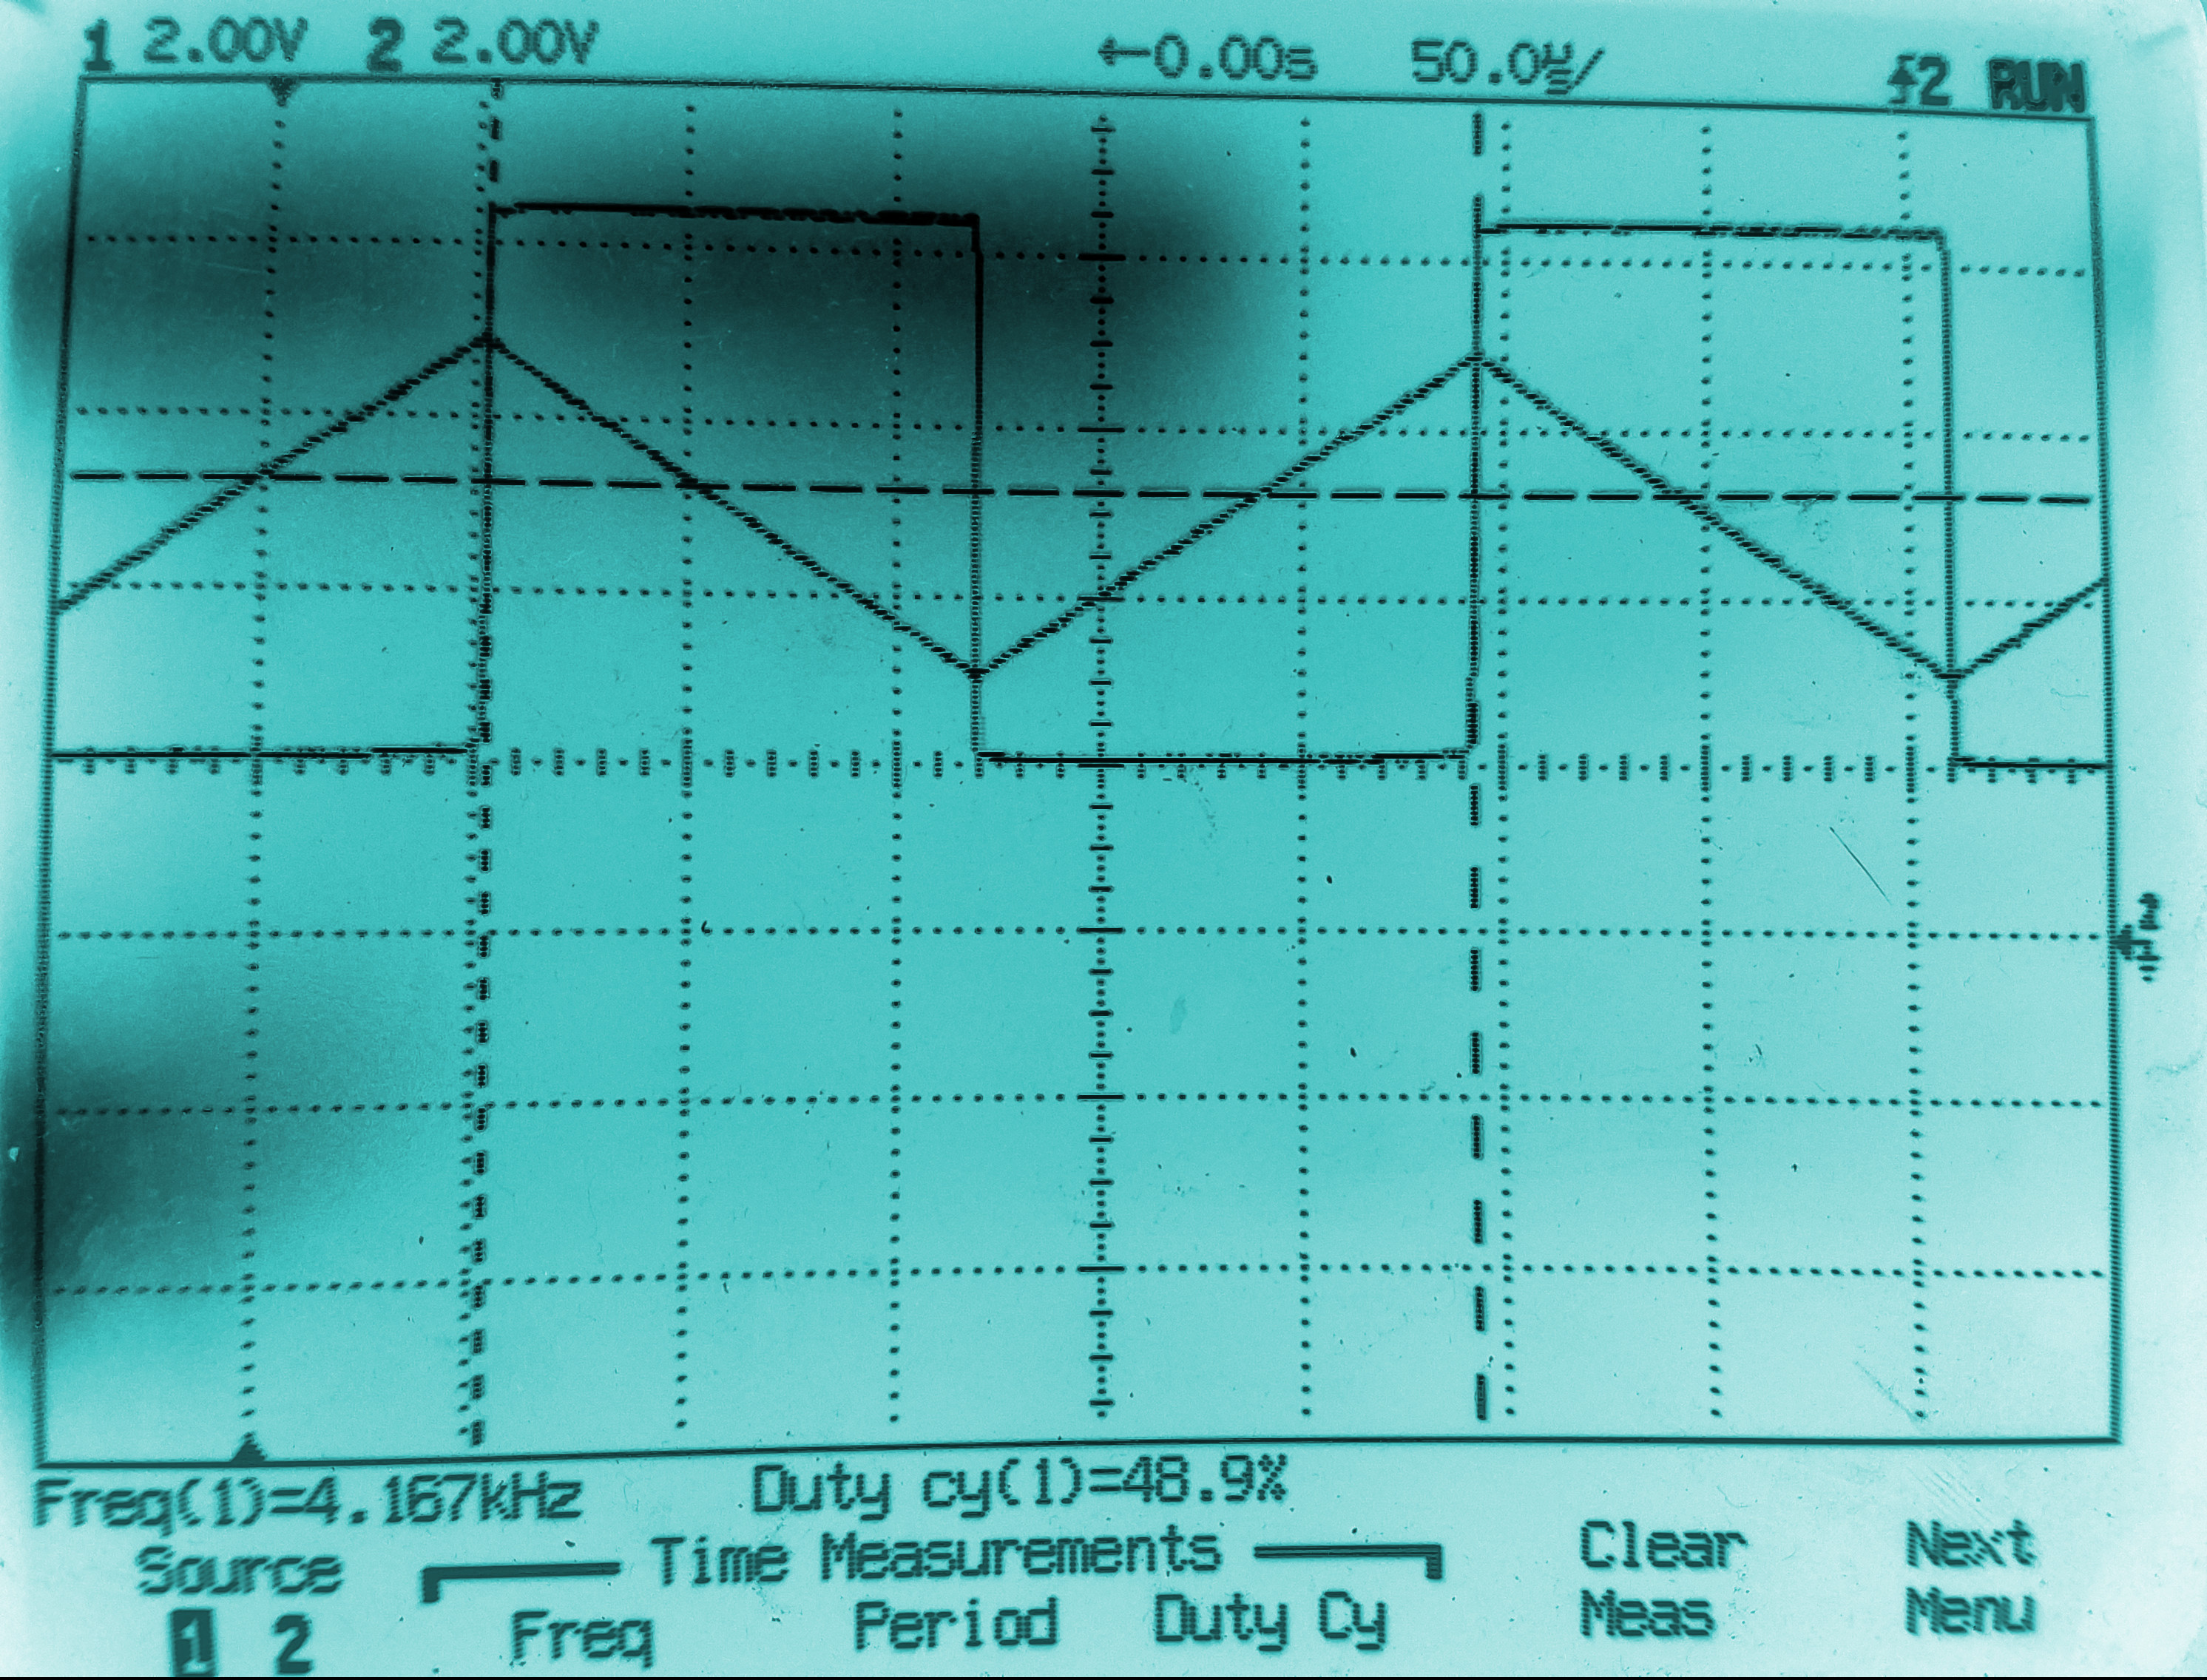 1 2.00V 2 2.00V ←0.00s 50.0µs/ ↑2 RUN
Freq(1)=4.167kHz Duty cy(1)=48.9%
Source Time Measurements Clear Next
1 2 Freq Period Duty Cy Meas Menu